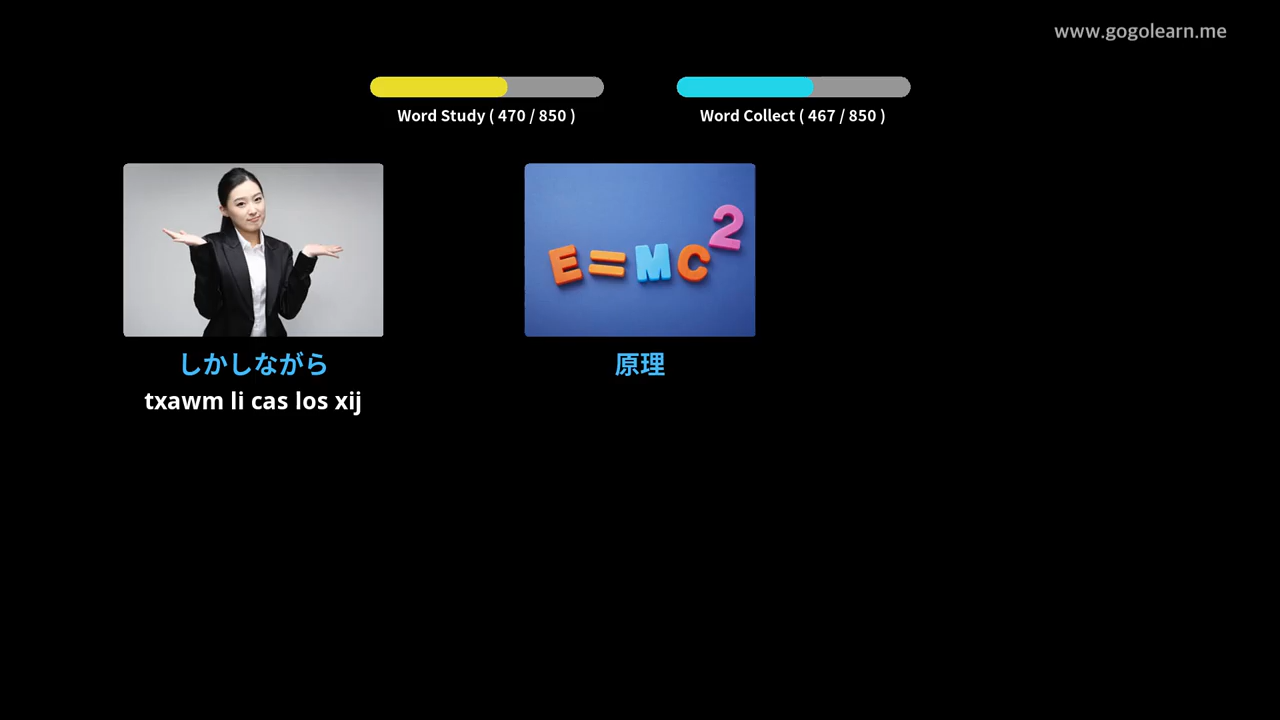 www.gogolearn.me
Word Study ( 470 / 850 )
Word Collect ( 467 / 850 )
E=MC2
しかしながら
原理
txawm li cas los xij